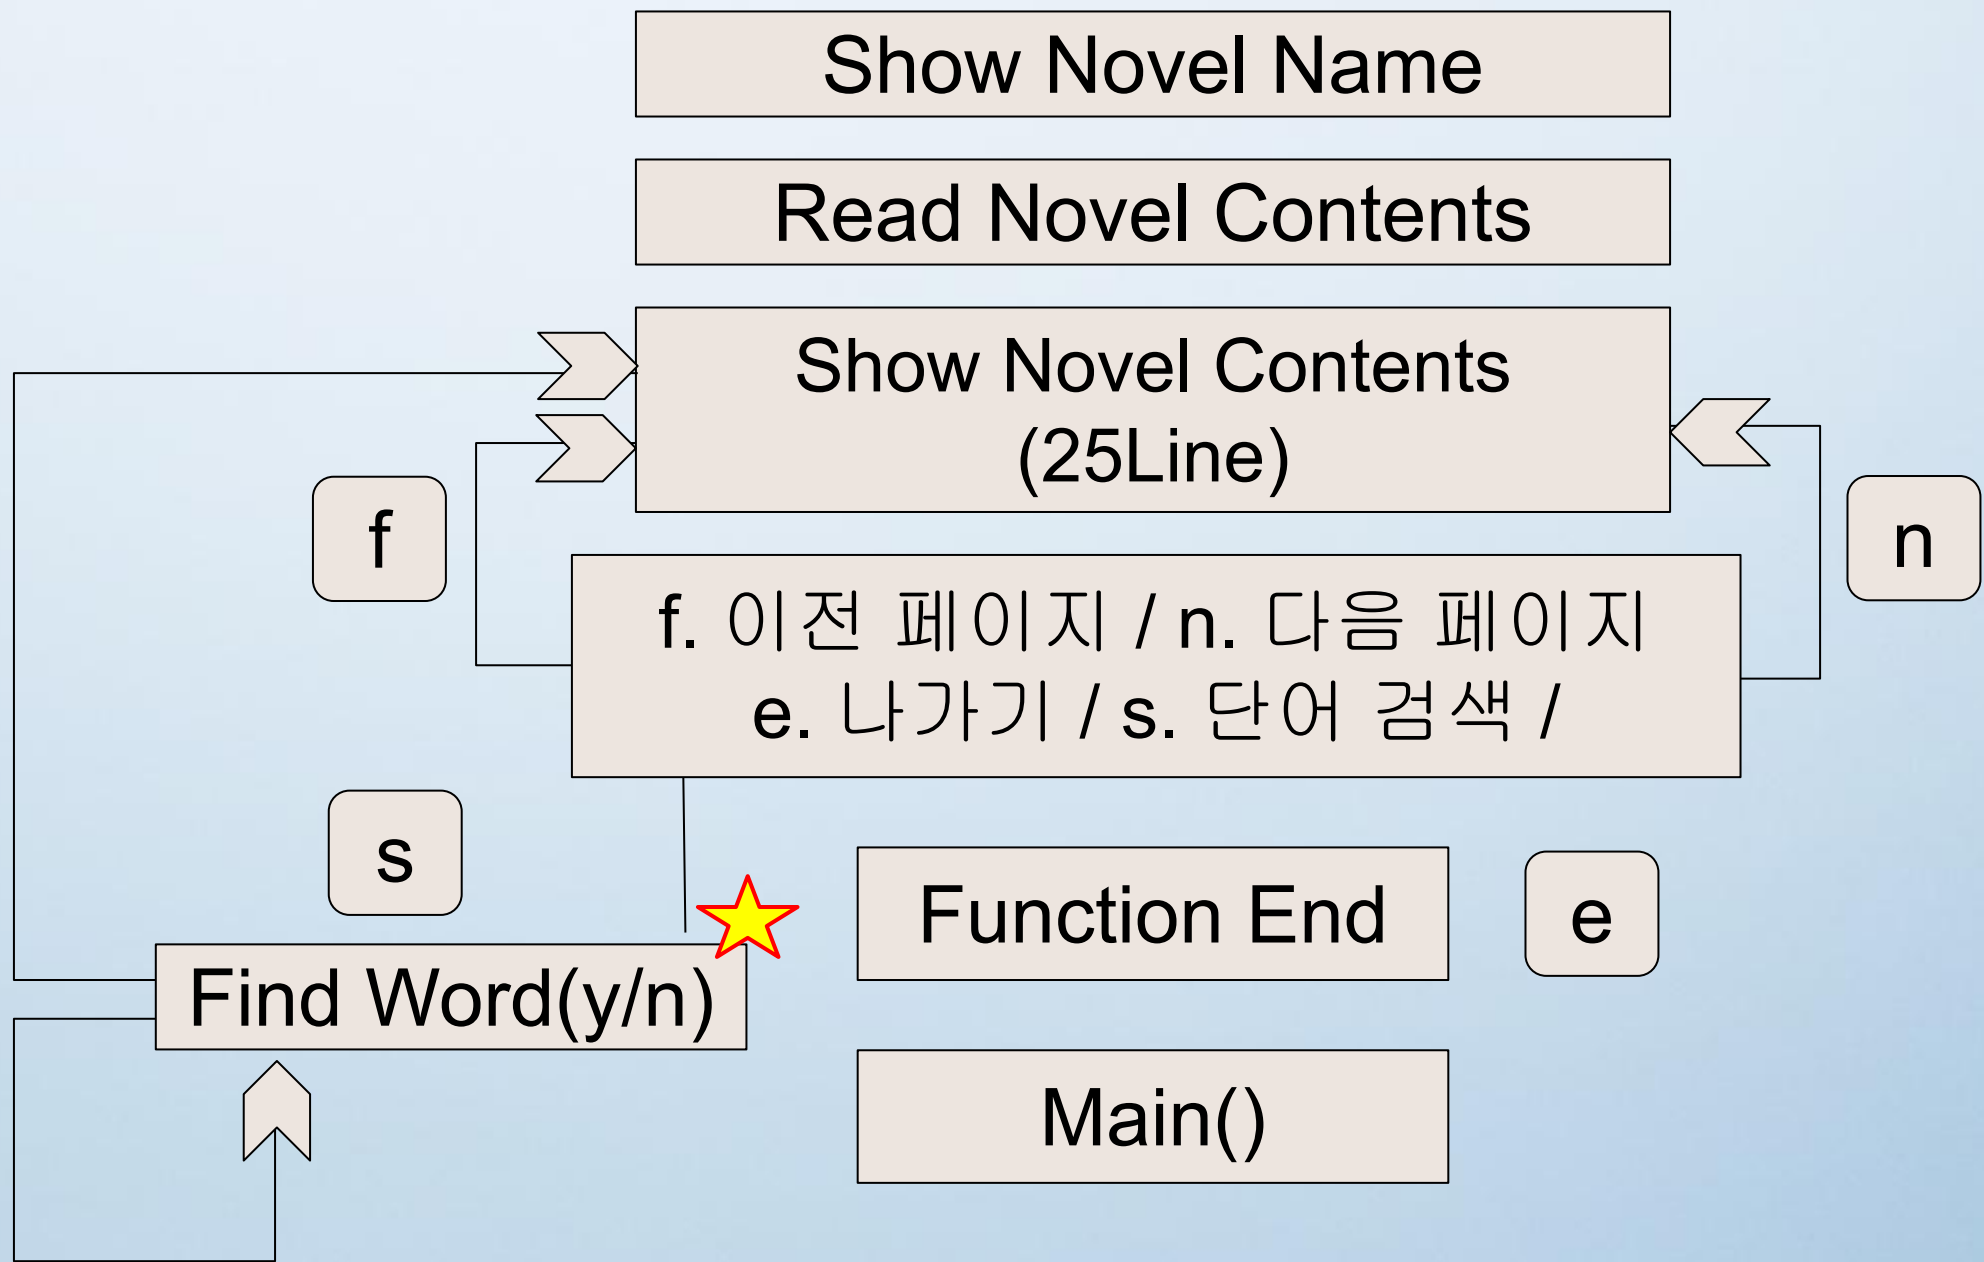 Show Novel Name
Read Novel Contents
Show Novel Contents
(25Line)
f
n
f. 이전 페이지 / n. 다음 페이지
e. 나가기 / s. 단어 검색 /
s
Function End
e
Find Word(y/n)
Main()